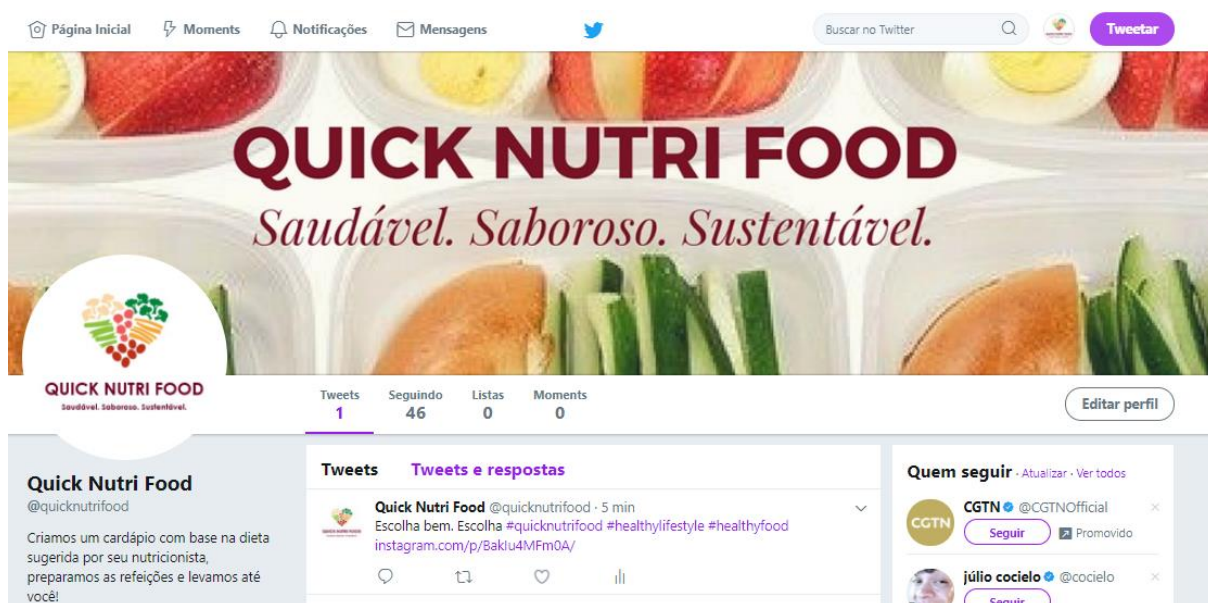 Página Inicial Moments Notificações Mensagens Buscar no Twitter Tweetar
QUICK NUTRI FOOD
Saudável. Saboroso. Sustentável.
QUICK NUTRI FOOD
Saudável. Saboroso. Sustentável.
Tweets Seguindo Listas Moments
1 46 0 0
Editar perfil
Quick Nutri Food
@quicknutrifood
Criamos um cardápio com base na dieta
sugerida por seu nutricionista,
preparamos as refeições e levamos até
você!
Tweets Tweets e respostas
Quick Nutri Food @quicknutrifood · 5 min
Escolha bem. Escolha #quicknutrifood #healthylifestyle #healthyfood
instagram.com/p/BakIu4MFm0A/
Quem seguir · Atualizar · Ver todos
CGTN
CGTN @CGTNOfficial
Seguir Promovido
júlio cocielo @cocielo
Seguir